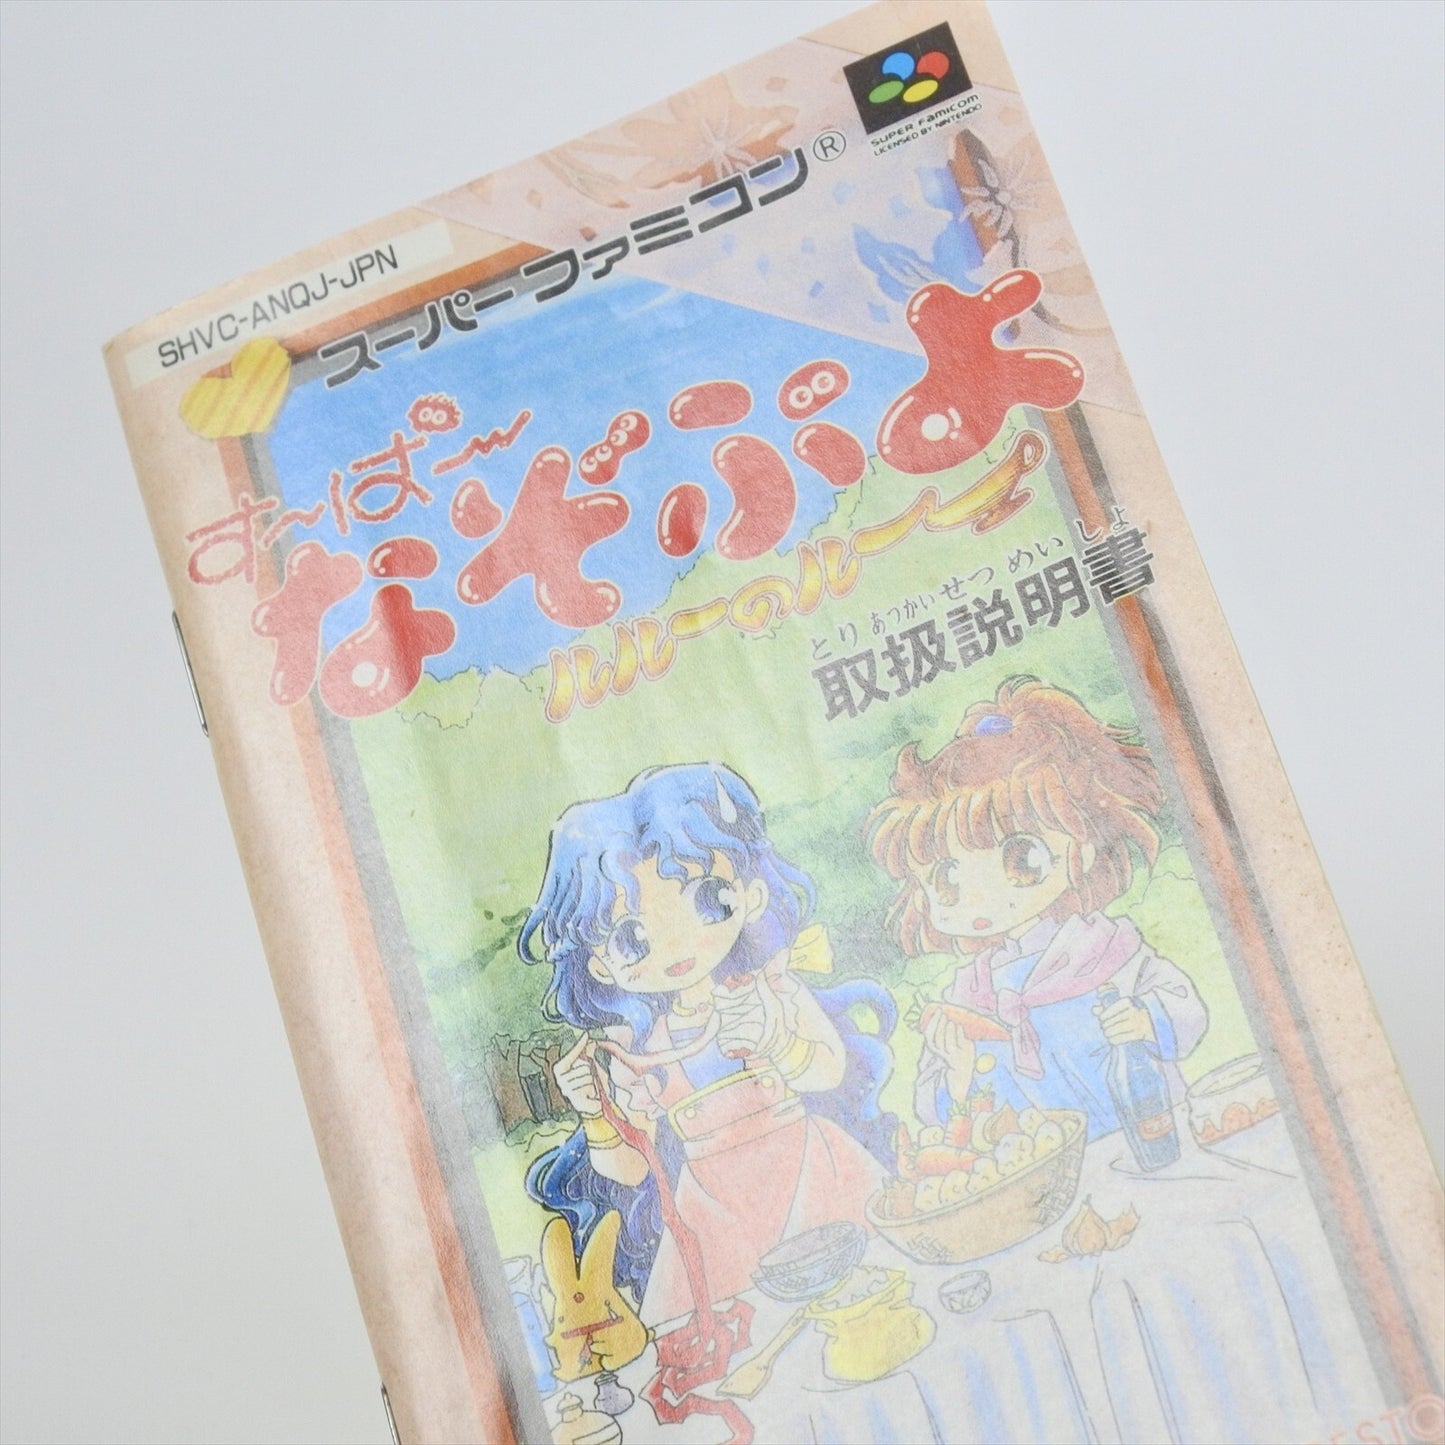 SUPER Famicom
LICENSED BY NINTENDO
SHVC-ANQJ-JPN
スーパーファミコン®
す〜ぱ〜
なぞぷよ
ルルーのルー
とり あつかい せつ めい しょ
取扱説明書